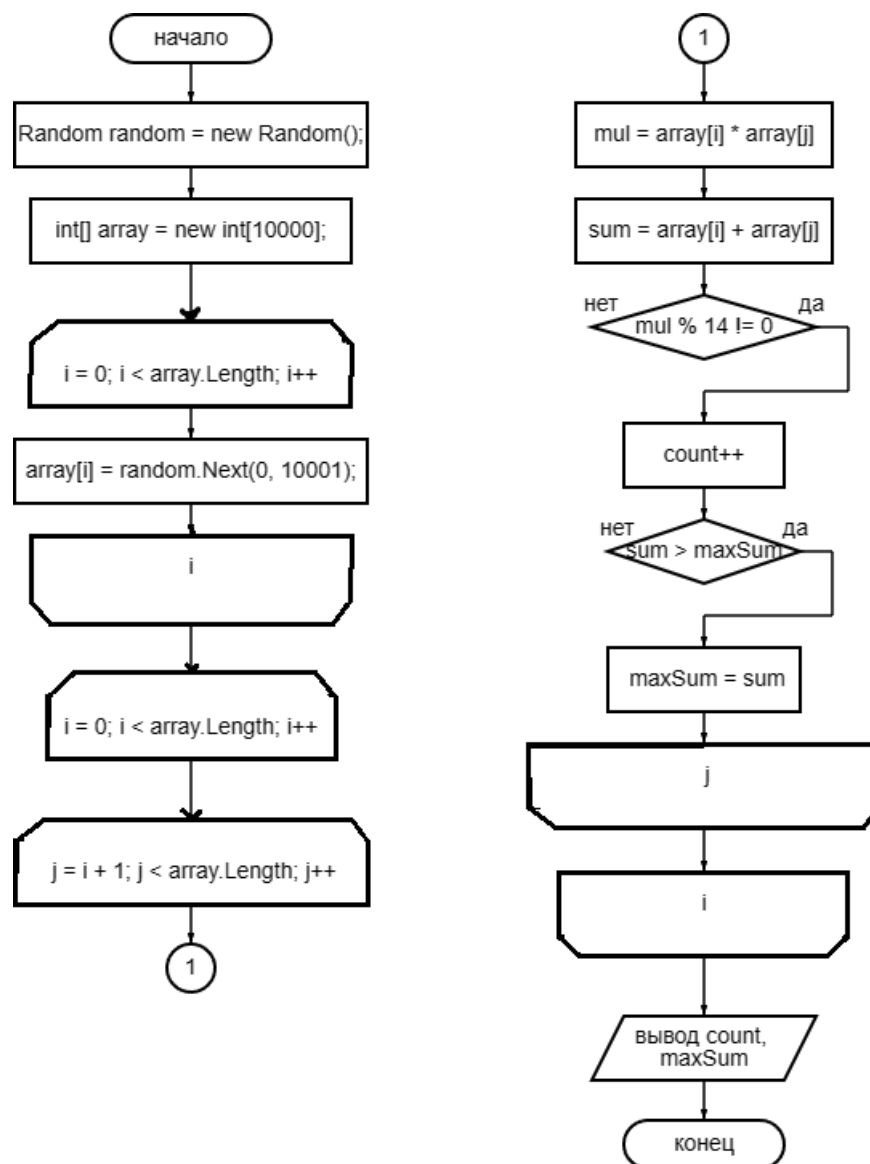 начало
Random random = new Random();
int[] array = new int[10000];
i = 0; i < array.Length; i++
array[i] = random.Next(0, 10001);
i
i = 0; i < array.Length; i++
j = i + 1; j < array.Length; j++
1
1
mul = array[i] * array[j]
sum = array[i] + array[j]
нет
да
mul % 14 != 0
count++
нет
да
sum > maxSum
maxSum = sum
j
i
вывод count,
maxSum
конец